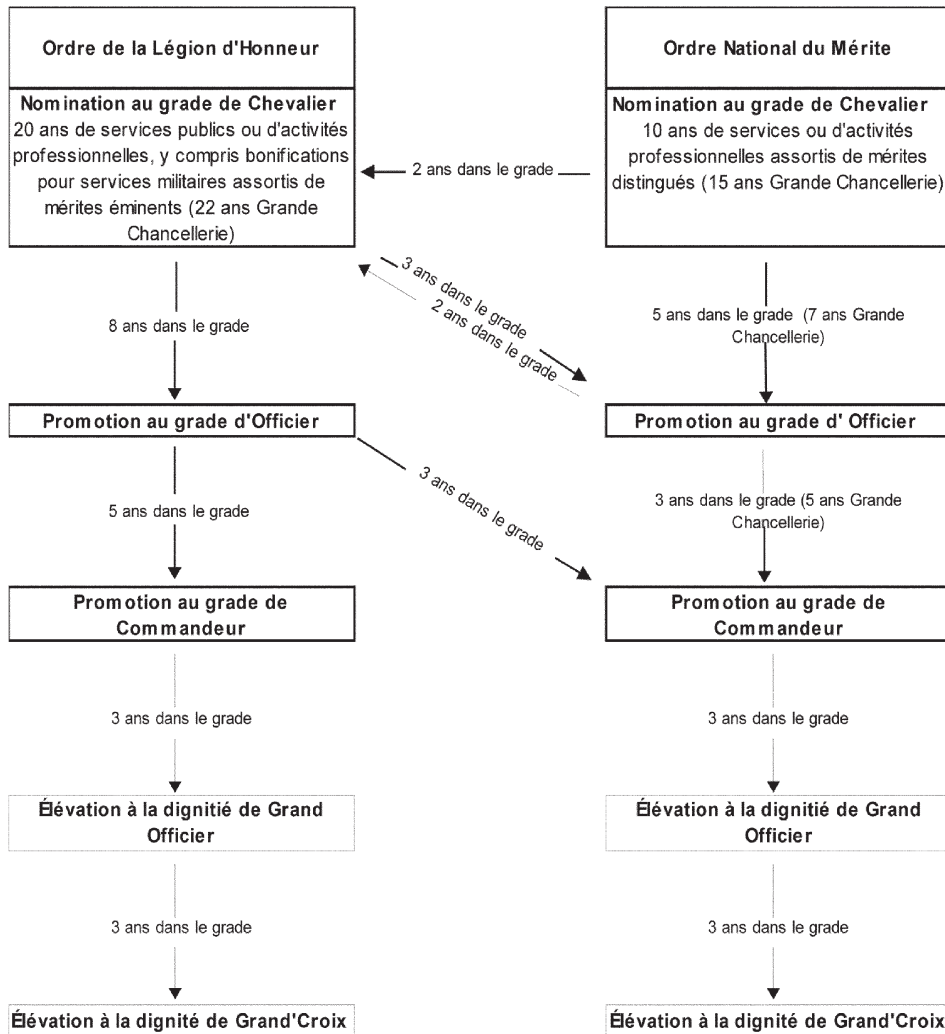 Ordre de la Légion d'Honneur
Ordre National du Mérite
Nomination au grade de Chevalier
20 ans de services publics ou d'activités
professionnelles, y compris bonifications
pour services militaires assortis de
mérites éminents (22 ans Grande
Chancellerie)
2 ans dans le grade
Nomination au grade de Chevalier
10 ans de services ou d'activités
professionnelles assortis de mérites
distingués (15 ans Grande Chancellerie)
8 ans dans le grade
3 ans dans le grade
2 ans dans le grade
5 ans dans le grade (7 ans Grande
Chancellerie)
Promotion au grade d'Officier
Promotion au grade d' Officier
5 ans dans le grade
3 ans dans le grade
3 ans dans le grade (5 ans Grande
Chancellerie)
Promotion au grade de
Commandeur
Promotion au grade de
Commandeur
3 ans dans le grade
3 ans dans le grade
Élévation à la dignitié de Grand
Officier
Élévation à la dignitié de Grand
Officier
3 ans dans le grade
3 ans dans le grade
Élévation à la dignité de Grand'Croix
Élévation à la dignité de Grand'Croix